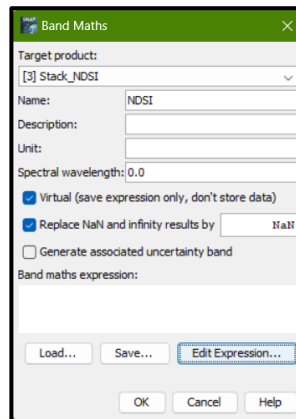 SNAP Band Maths
Target product:
[3] Stack_NDSI
Name: NDSI
Description:
Unit:
Spectral wavelength: 0.0
Virtual (save expression only, don't store data)
Replace NaN and infinity results by NaN
Generate associated uncertainty band
Band maths expression:
Load... Save... Edit Expression...
OK Cancel Help